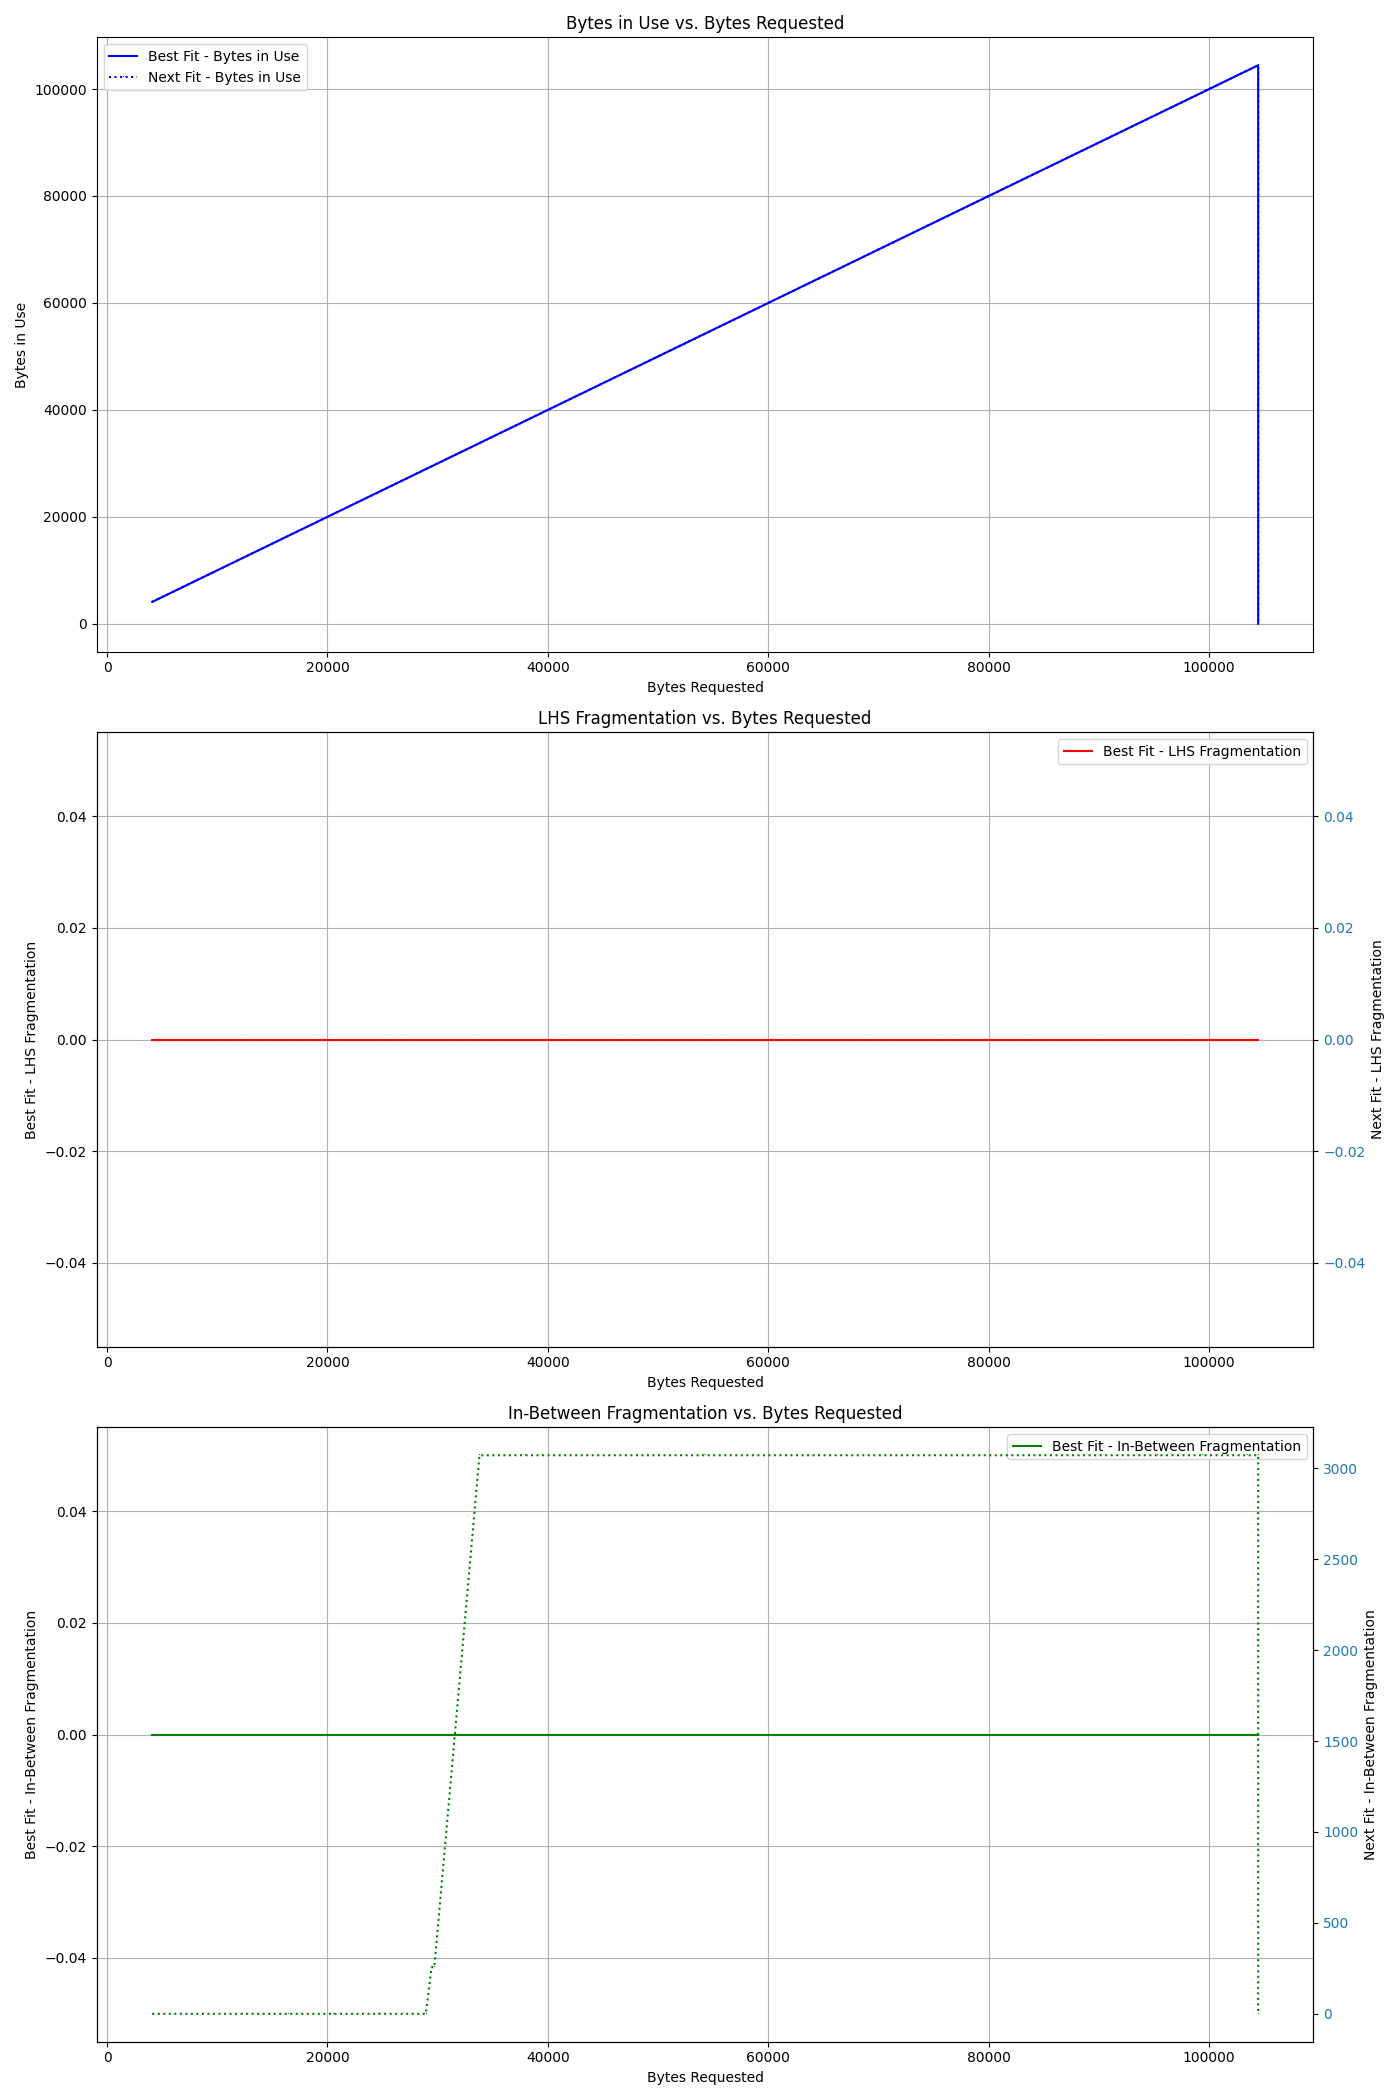 Bytes in Use vs. Bytes Requested
Best Fit - Bytes in Use
Next Fit - Bytes in Use
100000
80000
60000
40000
20000
0
Bytes in Use
0 20000 40000 60000 80000 100000
Bytes Requested
LHS Fragmentation vs. Bytes Requested
Best Fit - LHS Fragmentation
0.04 0.04
0.02 0.02
0.00 0.00
−0.02 −0.02
−0.04 −0.04
Best Fit - LHS Fragmentation
Next Fit - LHS Fragmentation
0 20000 40000 60000 80000 100000
Bytes Requested
In-Between Fragmentation vs. Bytes Requested
Best Fit - In-Between Fragmentation
0.04
0.02
0.00
−0.02
−0.04
Best Fit - In-Between Fragmentation
3000
2500
2000
1500
1000
500
0
Next Fit - In-Between Fragmentation
0 20000 40000 60000 80000 100000
Bytes Requested